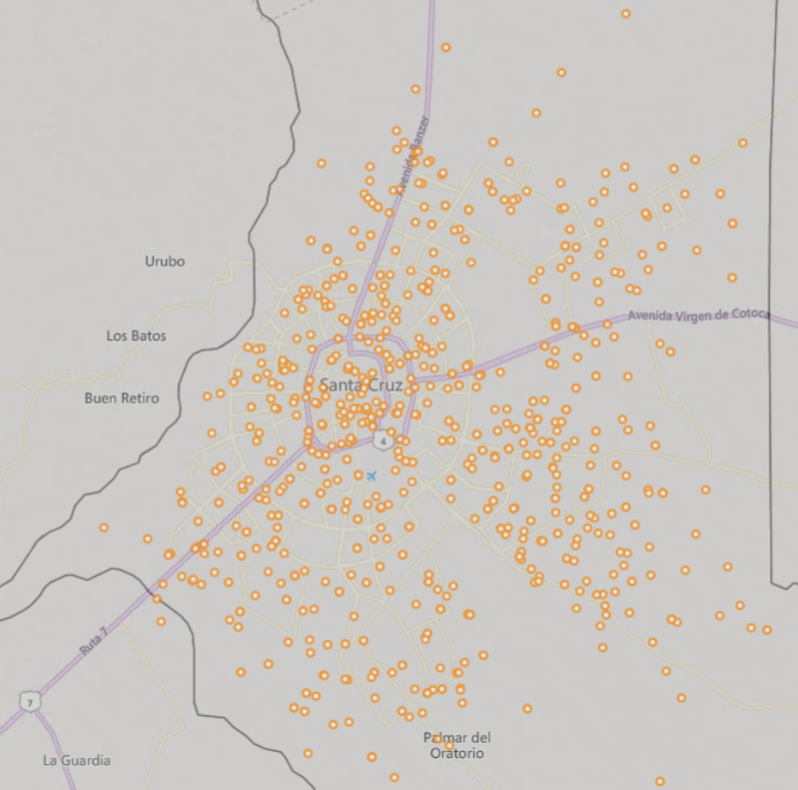 Avenida Banzer
Urubo
Avenida Virgen de Cotoca
Los Batos
Santa Cruz
Buen Retiro
4
Ruta 7
7
Palmar del
Oratorio
La Guardia